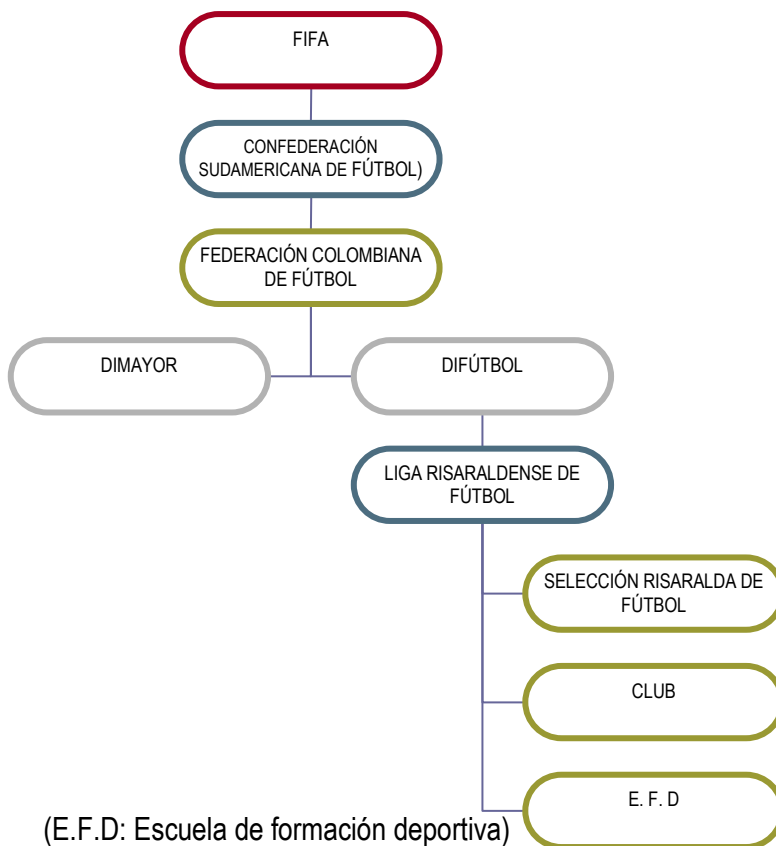 FIFA
CONFEDERACIÓN
SUDAMERICANA DE FÚTBOL)
FEDERACIÓN COLOMBIANA
DE FÚTBOL
DIMAYOR
DIFÚTBOL
LIGA RISARALDENSE DE
FÚTBOL
SELECCIÓN RISARALDA DE
FÚTBOL
CLUB
E. F. D
(E.F.D: Escuela de formación deportiva)